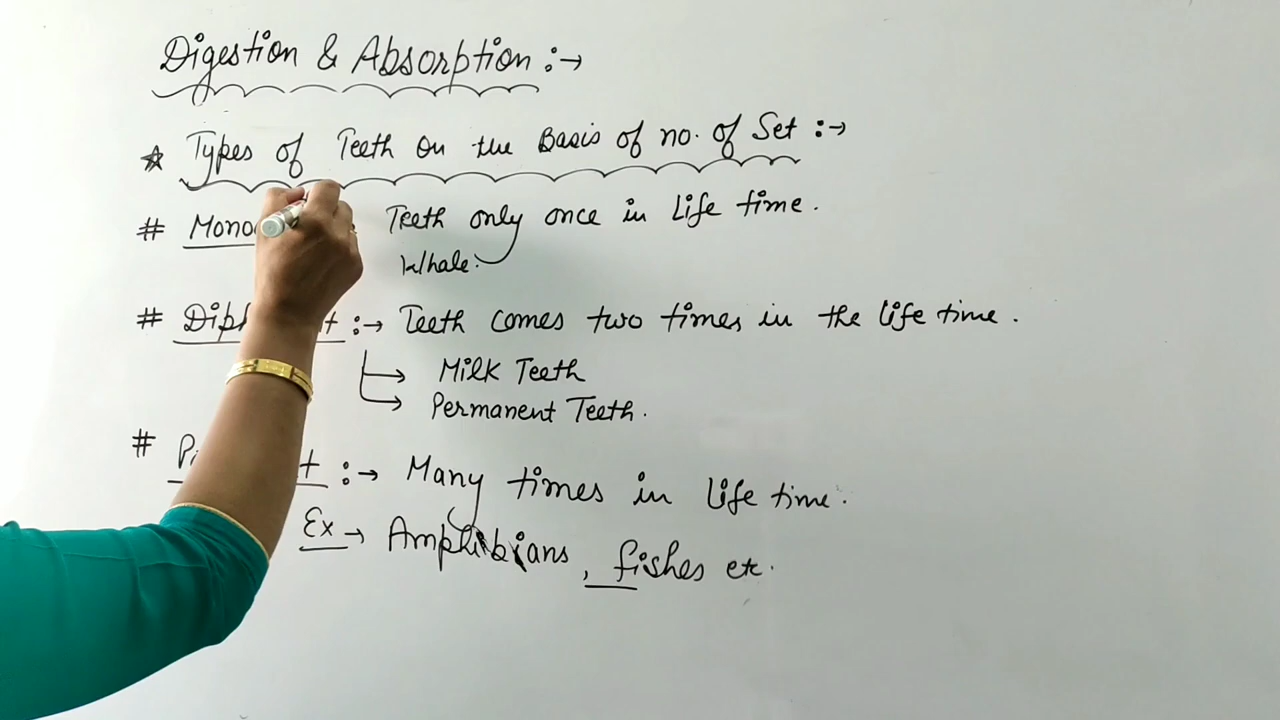 Digestion & Absorption :→
☆ Types of Teeth on the Basis of no. of Set :→
# Teeth only once in Life time.
Whale.
# :→ Teeth comes two times in the life time.
→ Milk Teeth
→ Permanent Teeth.
# :→ Many times in life time.
Ex → Amphibians, fishes etc.